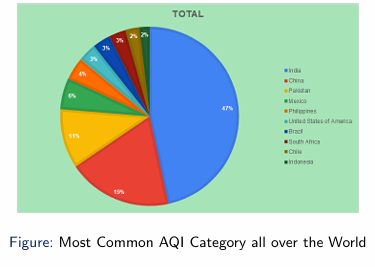 TOTAL
2%
2%
3%
3%
3%
4%
6%
11%
19%
47%
India
China
Pakistan
Mexico
Philippines
United States of America
Brazil
South Africa
Chile
Indonesia
Figure: Most Common AQI Category all over the World